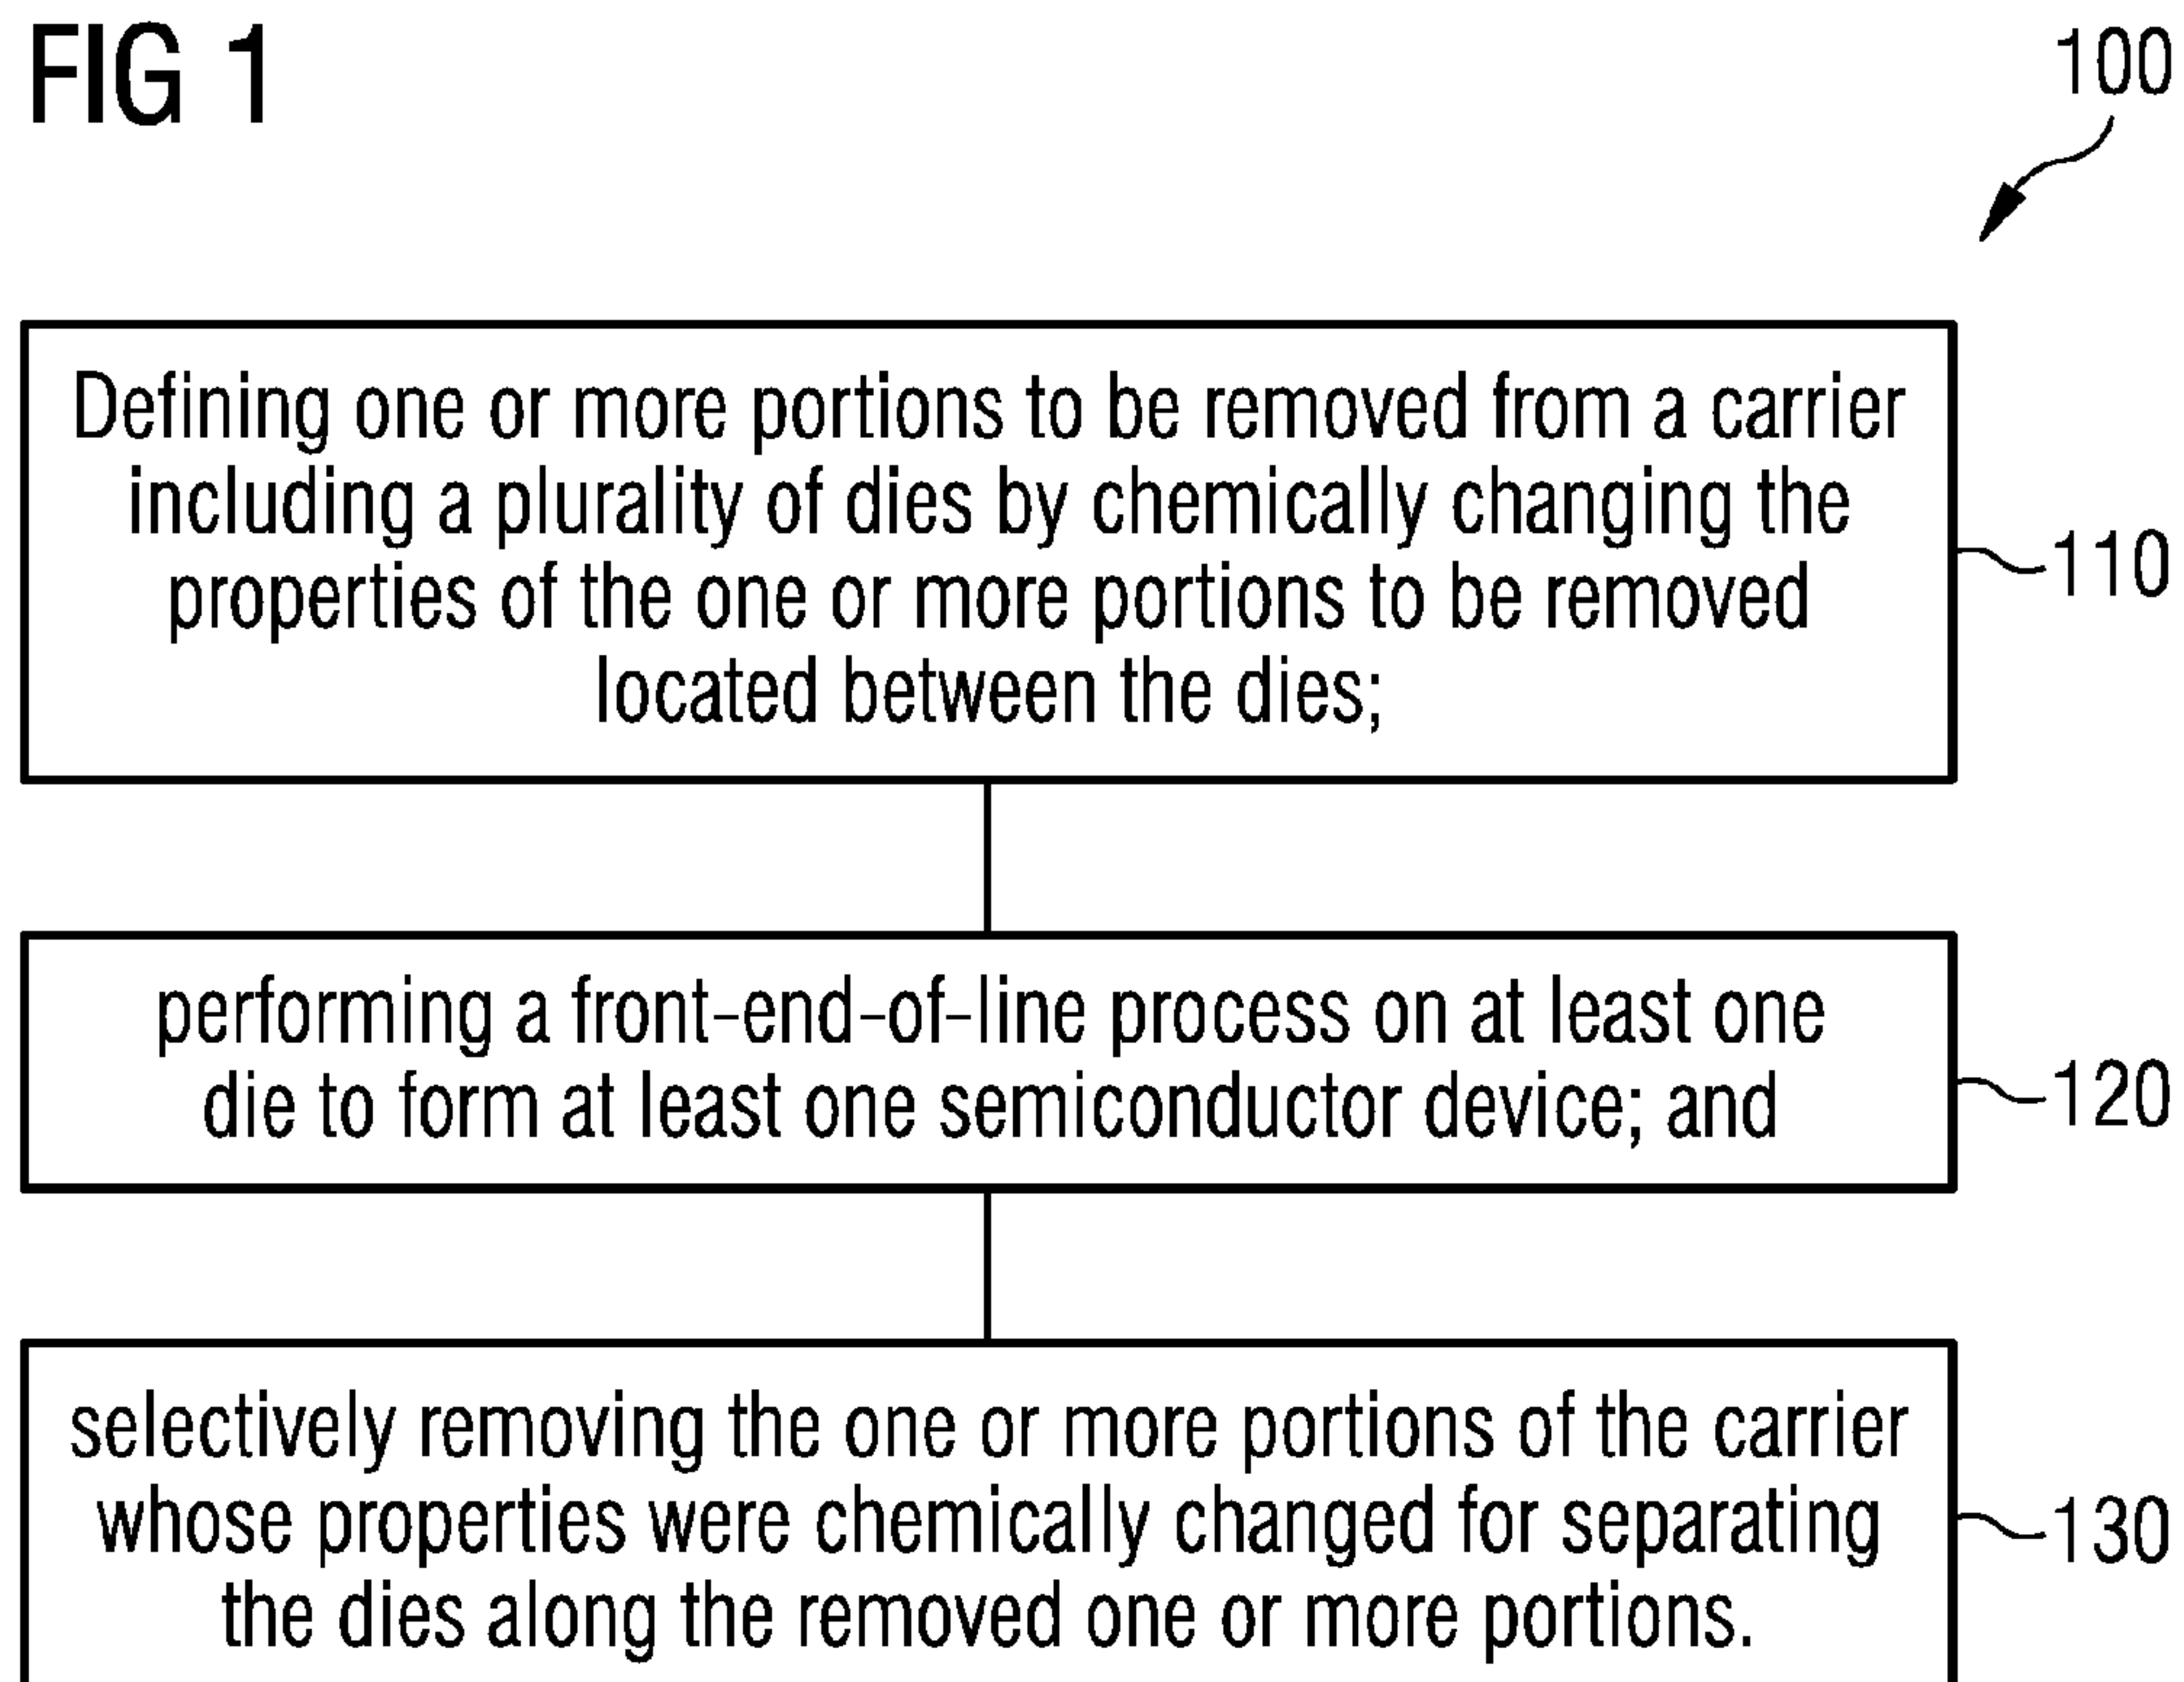 FIG 1
100
Defining one or more portions to be removed from a carrier
including a plurality of dies by chemically changing the
properties of the one or more portions to be removed
located between the dies;
110
performing a front-end-of-line process on at least one
die to form at least one semiconductor device; and
120
selectively removing the one or more portions of the carrier
whose properties were chemically changed for separating
the dies along the removed one or more portions.
130